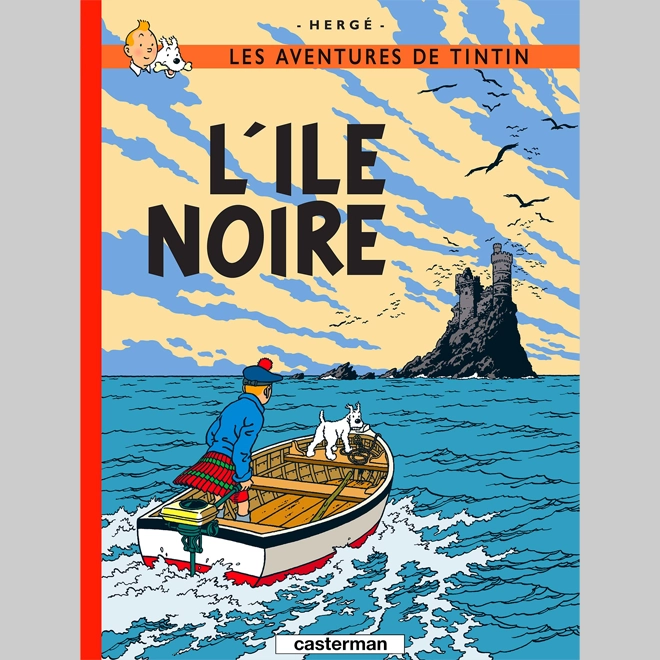 - HERGÉ -
LES AVENTURES DE TINTIN
L'ILE
NOIRE
casterman